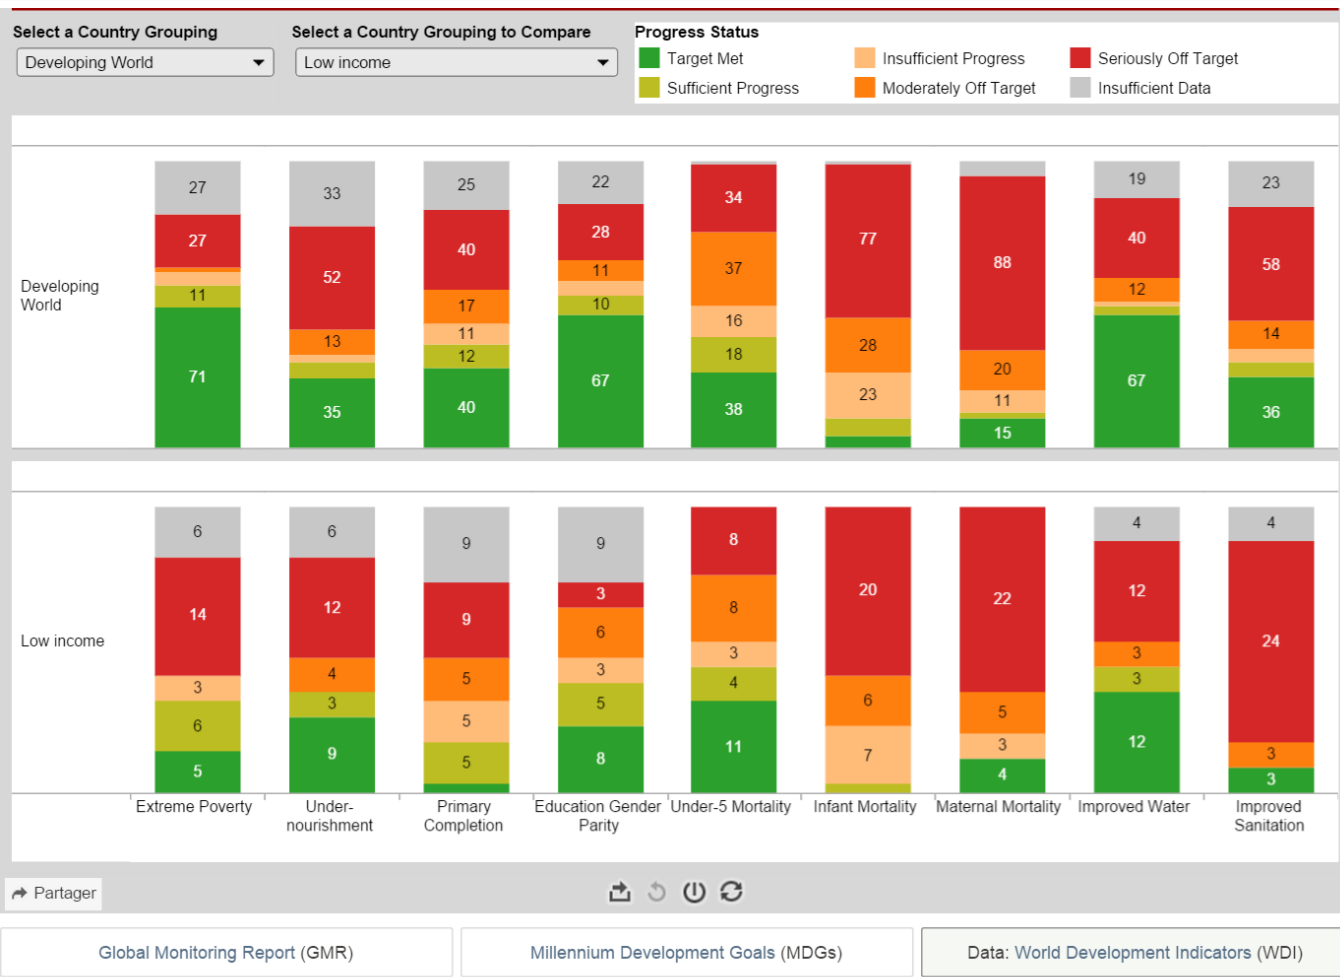 Select a Country Grouping
Select a Country Grouping to Compare
Progress Status
Developing World
Low income
Target Met
Insufficient Progress
Seriously Off Target
Sufficient Progress
Moderately Off Target
Insufficient Data
Developing
World
27
27
11
71
33
52
13
35
25
40
17
11
12
40
22
28
11
10
67
34
37
16
18
38
77
28
23
88
20
11
15
19
40
12
67
23
58
14
36
Low income
6
14
3
6
5
6
12
4
3
9
9
9
5
5
5
9
3
6
3
5
8
8
8
3
4
11
20
6
7
22
5
3
4
4
12
3
3
12
4
24
3
3
Extreme Poverty
Under-
nourishment
Primary
Completion
Education Gender
Parity
Under-5 Mortality
Infant Mortality
Maternal Mortality
Improved Water
Improved
Sanitation
Partager
Global Monitoring Report (GMR)
Millennium Development Goals (MDGs)
Data: World Development Indicators (WDI)